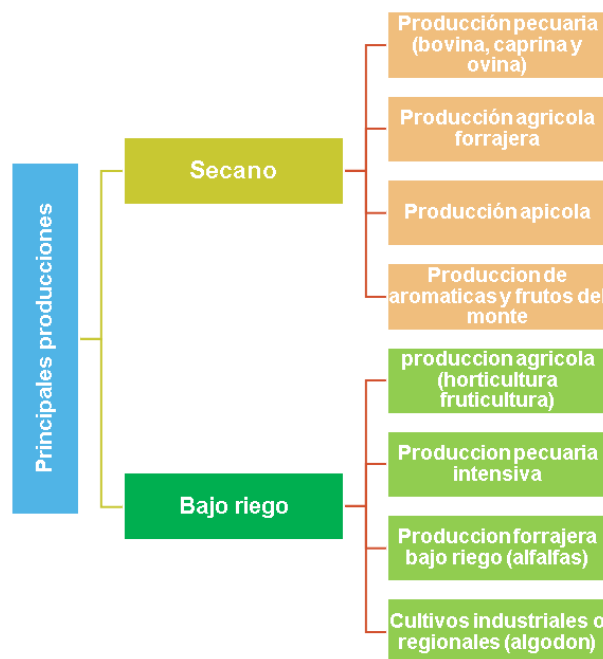 Principales producciones
Secano
Producción pecuaria
(bovina, caprina y
ovina)
Producción agricola
forrajera
Producción apicola
Produccion de
aromaticas y frutos del
monte
Bajo riego
produccion agricola
(horticultura
fruticultura)
Produccion pecuaria
intensiva
Produccion forrajera
bajo riego (alfalfas)
Cultivos industriales o
regionales (algodon)